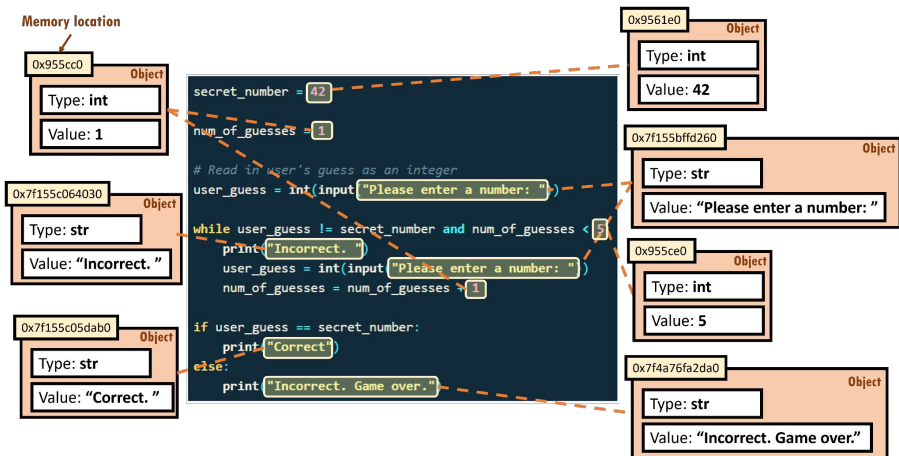 Memory location
0x955cc0
Object
Type: int
Value: 1
0x7f155c064030
Object
Type: str
Value: “Incorrect. ”
0x7f155c05dab0
Object
Type: str
Value: “Correct. ”
secret_number = 42
num_of_guesses = 1
# Read in user's guess as an integer
user_guess = int(input("Please enter a number: "))
while user_guess != secret_number and num_of_guesses < 5:
print("Incorrect. ")
user_guess = int(input("Please enter a number: "))
num_of_guesses = num_of_guesses + 1
if user_guess == secret_number:
print("Correct")
else:
print("Incorrect. Game over.")
0x9561e0
Object
Type: int
Value: 42
0x7f155bffd260
Object
Type: str
Value: “Please enter a number: ”
0x955ce0
Object
Type: int
Value: 5
0x7f4a76fa2da0
Object
Type: str
Value: “Incorrect. Game over.”